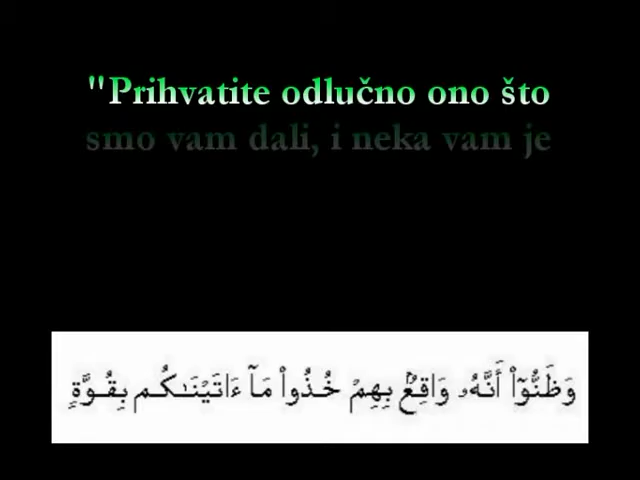 "Prihvatite odlučno ono što
smo vam dali, i neka vam je
وَظَنُّوٓا۟ أَنَّهُۥ وَاقِعٌۢ بِهِمْ خُذُوا۟ مَآ ءَاتَيْنَـٰكُم بِقُوَّةٍ